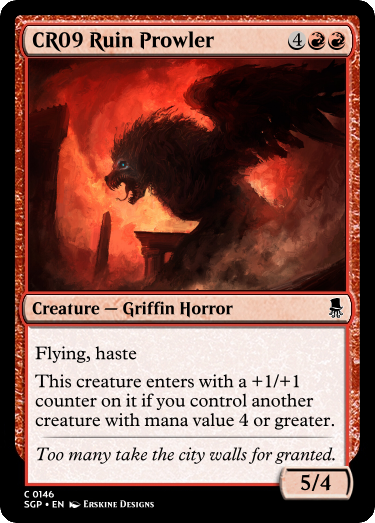 CR09 Ruin Prowler 4
Creature — Griffin Horror
Flying, haste
This creature enters with a +1/+1
counter on it if you control another
creature with mana value 4 or greater.
Too many take the city walls for granted.
5/4
C 0146
SGP • EN Erskine Designs